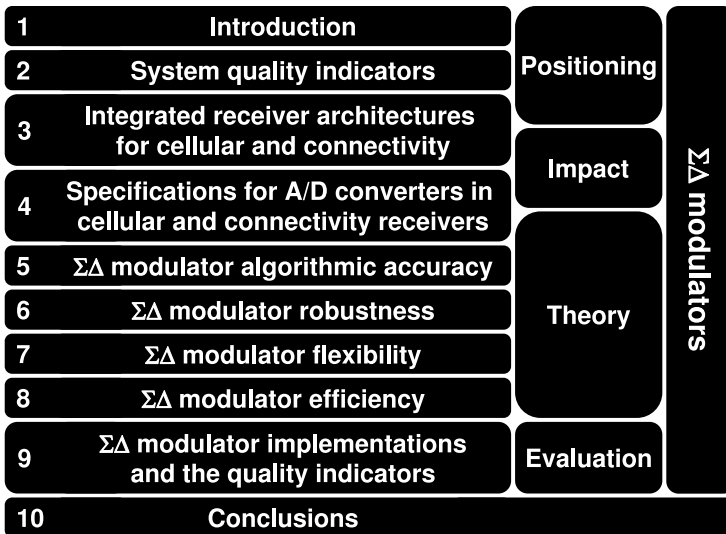 1 Introduction
2 System quality indicators
3 Integrated receiver architectures
for cellular and connectivity
4 Specifications for A/D converters in
cellular and connectivity receivers
5 ΣΔ modulator algorithmic accuracy
6 ΣΔ modulator robustness
7 ΣΔ modulator flexibility
8 ΣΔ modulator efficiency
9 ΣΔ modulator implementations
and the quality indicators
10 Conclusions
Positioning
Impact
Theory
Evaluation
ΣΔ modulators